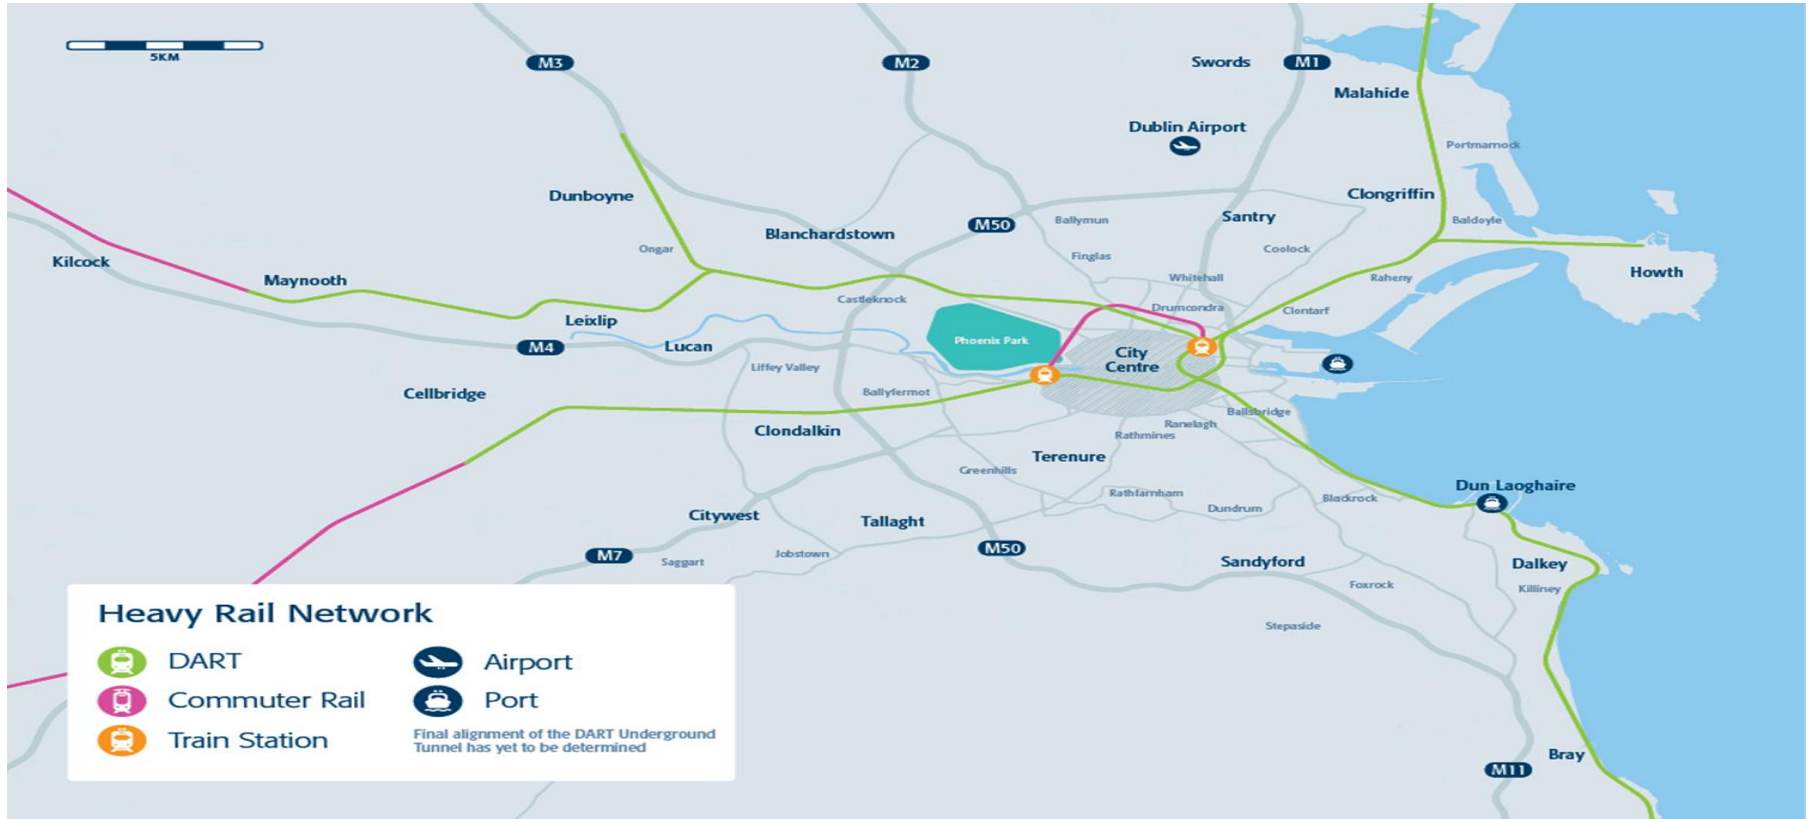 5KM
M3
M2
Swords
M1
Malahide
Dublin Airport
Portmarnock
Dunboyne
Clongriffin
Santry
Ballymun
M50
Baldoyle
Blanchardstown
Ongar
Coolock
Finglas
Kilcock
Maynooth
Whitehall
Raheny
Howth
Castleknock
Drumcondra
Clontarf
Leixlip
Phoenix Park
M4
Lucan
City
Centre
Liffey Valley
Cellbridge
Ballyfermot
Ballsbridge
Ranelagh
Clondalkin
Rathmines
Terenure
Greenhills
Dun Laoghaire
Rathfarnham
Blackrock
Dundrum
Citywest
Tallaght
M7
Jobstown
M50
Saggart
Sandyford
Dalkey
Foxrock
Killiney
Stepaside
Heavy Rail Network
DART
Airport
Commuter Rail
Port
Train Station
Final alignment of the DART Underground
Tunnel has yet to be determined
Bray
M11